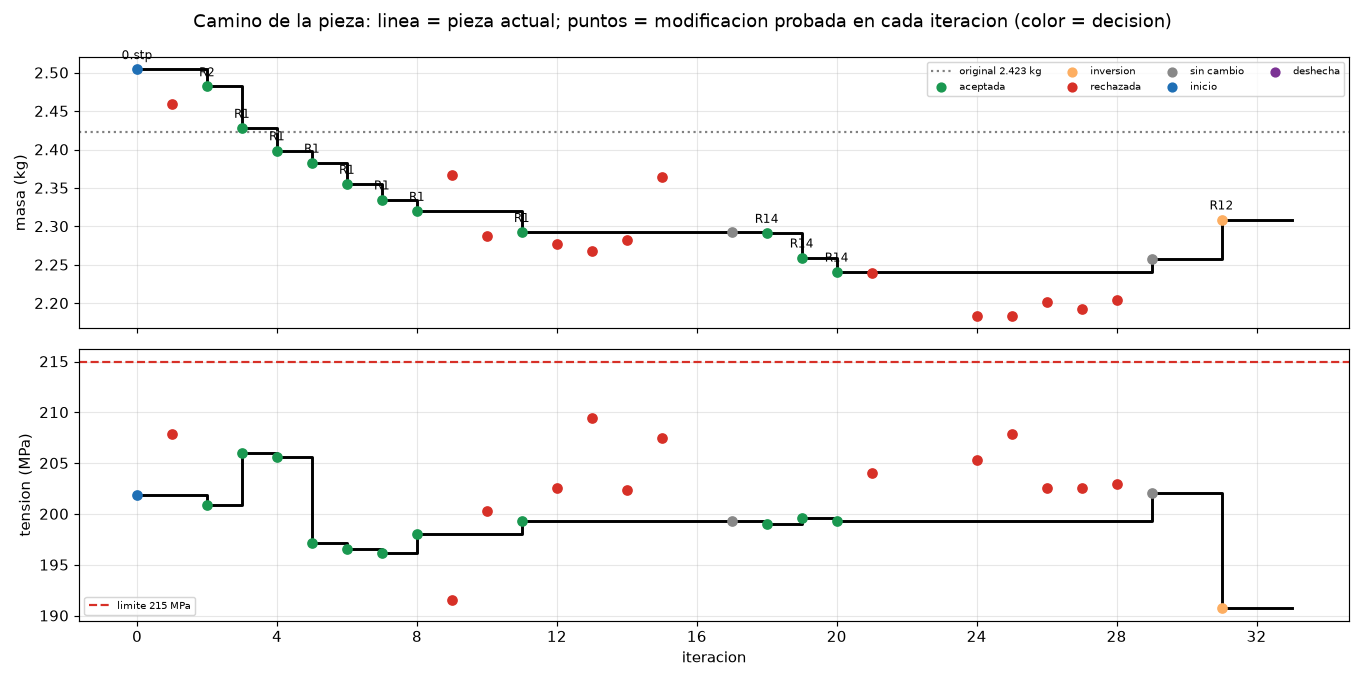 Camino de la pieza: linea = pieza actual; puntos = modificacion probada en cada iteracion (color = decision)
masa (kg)
2.50
2.45
2.40
2.35
2.30
2.25
2.20
0.stp
R2
R1
R1
R1
R1
R1
R1
R1
R14
R14
R14
R12
original 2.423 kg
aceptada
inversion
rechazada
sin cambio
inicio
deshecha
tension (MPa)
215
210
205
200
195
190
limite 215 MPa
0 4 8 12 16 20 24 28 32
iteracion